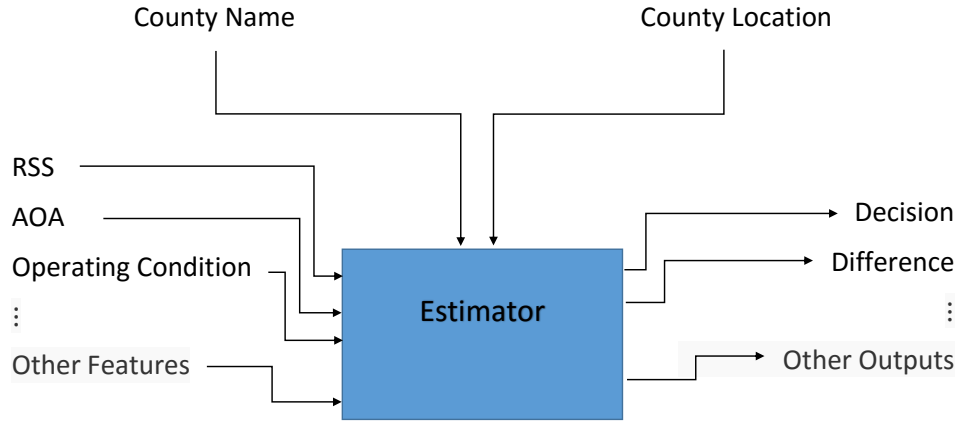 County Name
County Location
RSS
AOA
Operating Condition
⋮
Other Features
Estimator
Decision
Difference
⋮
Other Outputs